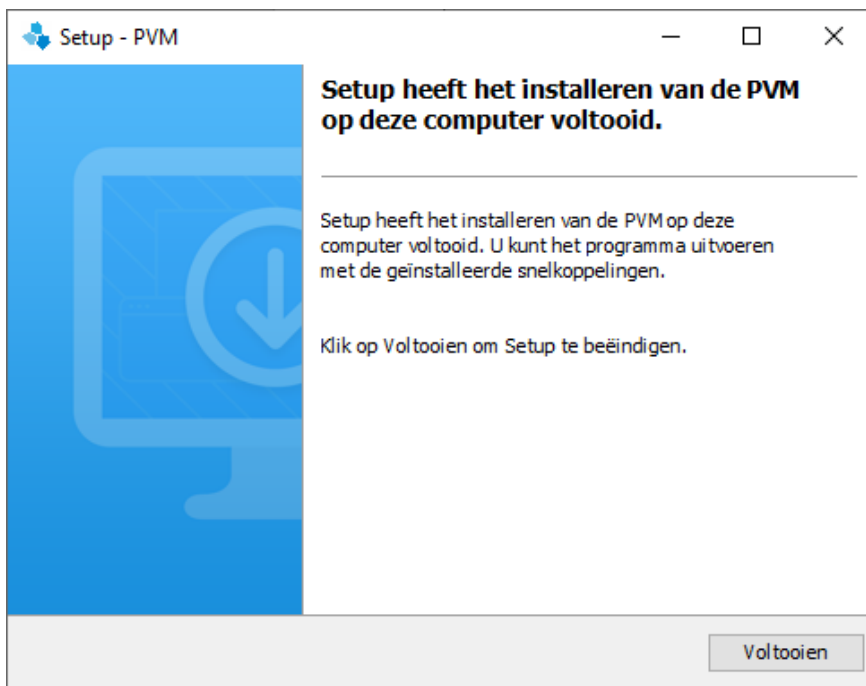 Setup - PVM
Setup heeft het installeren van de PVM
op deze computer voltooid.
Setup heeft het installeren van de PVM op deze
computer voltooid. U kunt het programma uitvoeren
met de geïnstalleerde snelkoppelingen.
Klik op Voltooien om Setup te beëindigen.
Voltooien